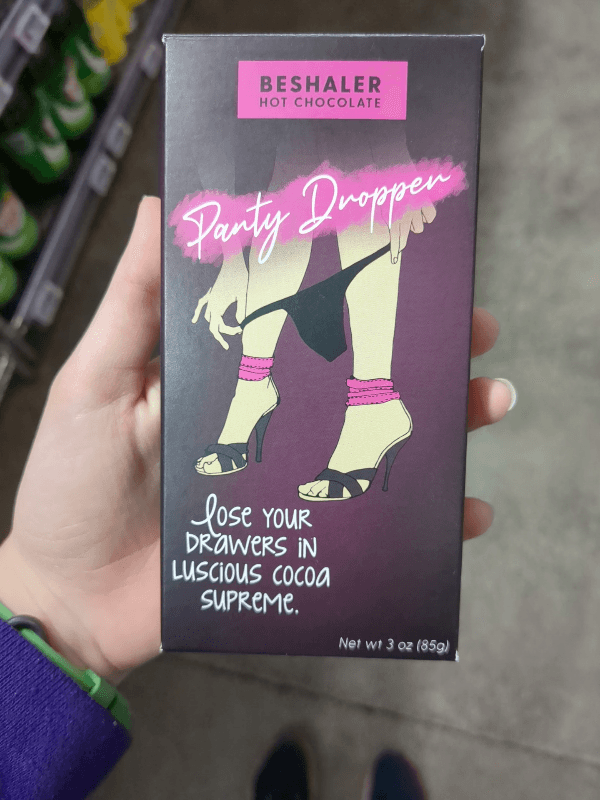 BESHALER
HOT CHOCOLATE
Panty Dropper
Lose YOUR
DRAWERS IN
LUSCIOUS COCOA
SUPREME.
Net wt 3 oz (85g)